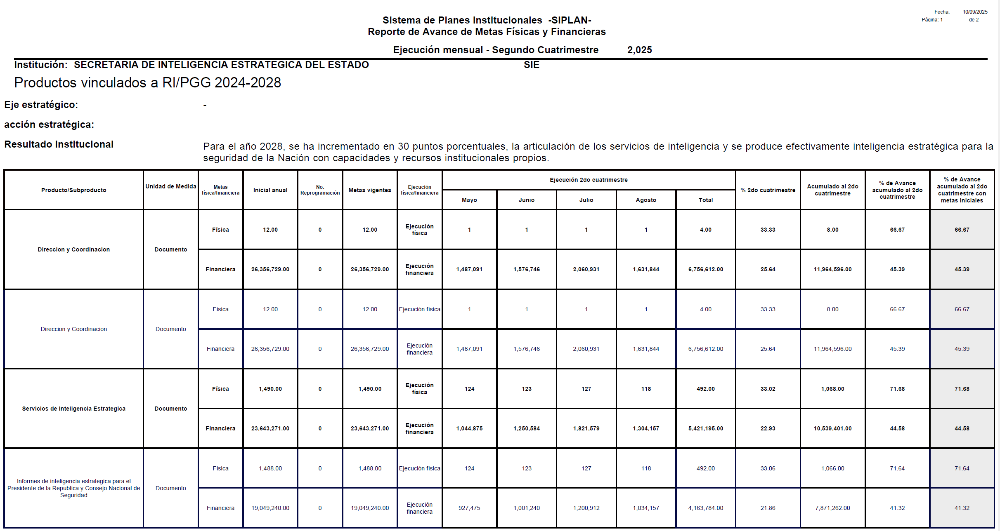 Fecha: 10/09/2025
Página: 1 de 2
Sistema de Planes Institucionales -SIPLAN-
Reporte de Avance de Metas Físicas y Financieras
Ejecución mensual - Segundo Cuatrimestre 2,025
Institución: SECRETARIA DE INTELIGENCIA ESTRATEGICA DEL ESTADO SIE
Productos vinculados a RI/PGG 2024-2028
Eje estratégico: -
acción estratégica:
Resultado institucional
Para el año 2028, se ha incrementado en 30 puntos porcentuales, la articulación de los servicios de inteligencia y se produce efectivamente inteligencia estratégica para la
seguridad de la Nación con capacidades y recursos institucionales propios.
Producto/Subproducto
Unidad de Medida
Metas
física/financiera
Inicial anual
No.
Reprogramación
Metas vigentes
Ejecución
física/financiera
Ejecución 2do cuatrimestre
Mayo Junio Julio Agosto Total
% 2do cuatrimestre
Acumulado al 2do
cuatrimestre
% de Avance
acumulado al 2do
cuatrimestre
% de Avance
acumulado al 2do
cuatrimestre con
metas iniciales
Direccion y Coordinacion
Documento
Física 12.00 0 12.00 Ejecución
física
1 1 1 1 4.00 33.33 8.00 66.67 66.67
Financiera 26,356,729.00 0 26,356,729.00 Ejecución
financiera
1,487,091 1,576,746 2,060,931 1,631,844 6,756,612.00 25.64 11,964,596.00 45.39 45.39
Direccion y Coordinacion
Documento
Física 12.00 0 12.00 Ejecución física 1 1 1 1 4.00 33.33 8.00 66.67 66.67
Financiera 26,356,729.00 0 26,356,729.00 Ejecución
financiera
1,487,091 1,576,746 2,060,931 1,631,844 6,756,612.00 25.64 11,964,596.00 45.39 45.39
Servicios de Inteligencia Estrategica
Documento
Física 1,490.00 0 1,490.00 Ejecución
física
124 123 127 118 492.00 33.02 1,068.00 71.68 71.68
Financiera 23,643,271.00 0 23,643,271.00 Ejecución
financiera
1,044,875 1,250,584 1,821,579 1,304,157 5,421,195.00 22.93 10,539,401.00 44.58 44.58
Informes de inteligencia estrategica para el
Presidente de la Republica y Consejo Nacional de
Seguridad
Documento
Física 1,488.00 0 1,488.00 Ejecución física 124 123 127 118 492.00 33.06 1,066.00 71.64 71.64
Financiera 19,049,240.00 0 19,049,240.00 Ejecución
financiera
927,475 1,001,240 1,200,912 1,034,157 4,163,784.00 21.86 7,871,262.00 41.32 41.32